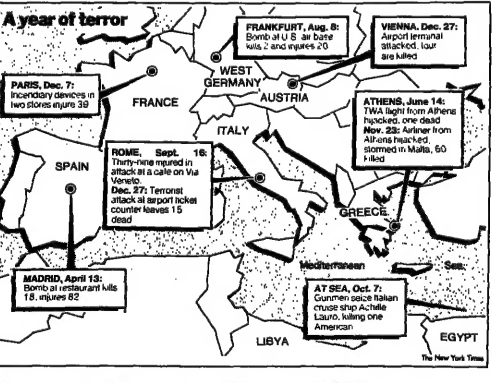 A year of terror
FRANKFURT, Aug. 8:
Bomb at U S air base
kills 2 and injures 20
VIENNA, Dec. 27:
Airport terminal
attacked, four
are killed
PARIS, Dec. 7:
Incendiary devices in
two stores injure 39
WEST
GERMANY
FRANCE
AUSTRIA
ATHENS, June 14:
TWA flight from Athens
hijacked, one dead
Nov. 23: Airliner from
Athens hijacked,
stormed in Malta, 60
killed
ITALY
ROME, Sept. 16:
Thirty-nine injured in
attack at a cafe on Via
Veneto.
Dec. 27: Terrorist
attack at airport ticket
counter leaves 15
dead
SPAIN
GREECE
MADRID, April 13:
Bomb at restaurant kills
18, injures 82
Mediterranean Sea
AT SEA, Oct. 7:
Gunmen seize Italian
cruise ship Achille
Lauro, killing one
American
LIBYA
EGYPT
The New York Times